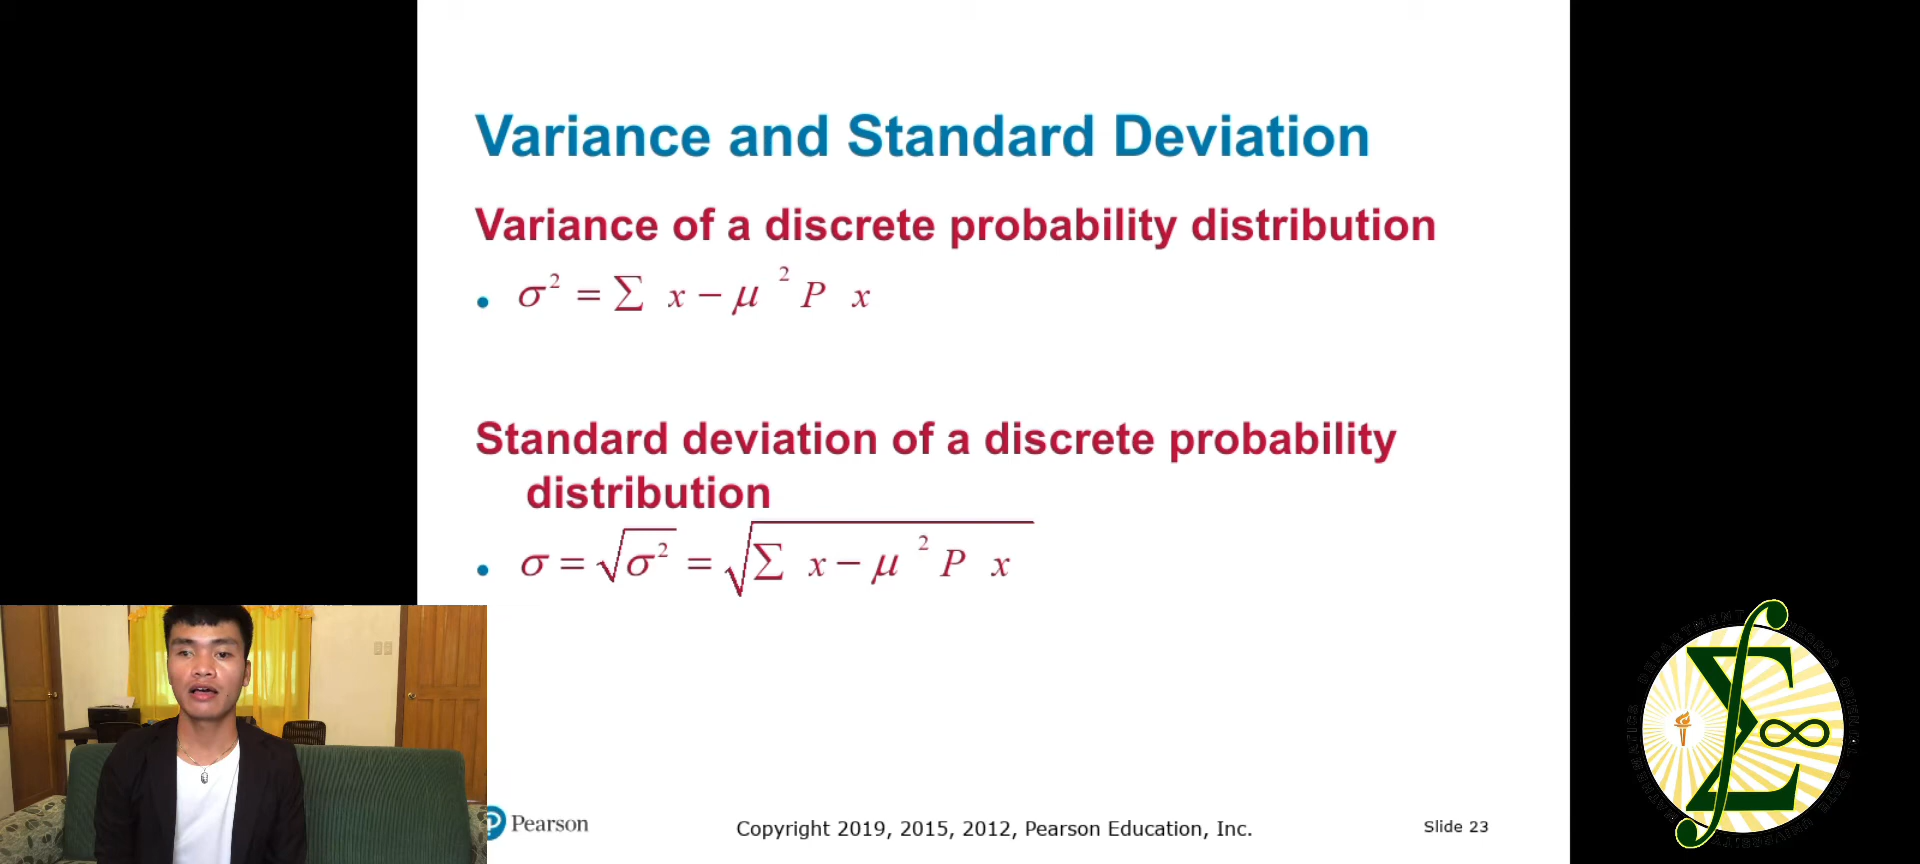 Variance and Standard Deviation
Variance of a discrete probability distribution
• σ² = ∑ x − μ ² P x
Standard deviation of a discrete probability
distribution
• σ = √σ² = √∑ x − μ ² P x
Pearson
Copyright 2019, 2015, 2012, Pearson Education, Inc.
Slide 23